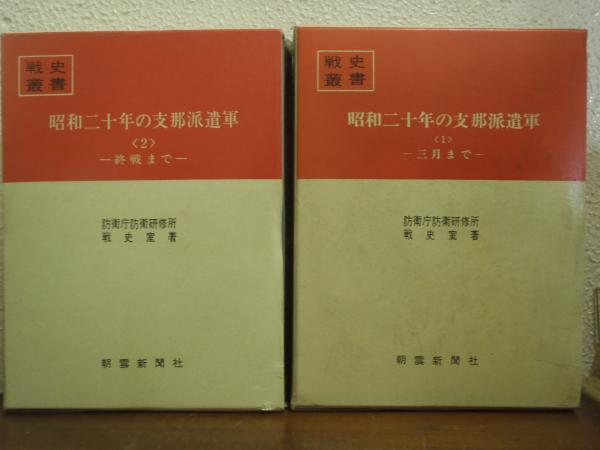 戦史
叢書
昭和二十年の支那派遣軍
〈2〉
―終戦まで―
防衛庁防衛研修所
戦史室著
朝雲新聞社
戦史
叢書
昭和二十年の支那派遣軍
〈1〉
―三月まで―
防衛庁防衛研修所
戦史室著
朝雲新聞社